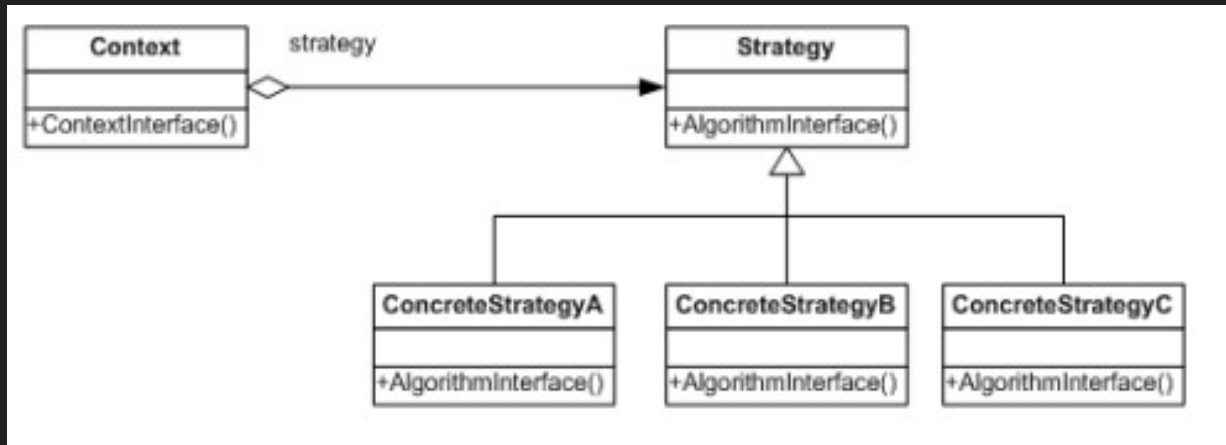 Context
strategy
Strategy
+ContextInterface()
+AlgorithmInterface()
ConcreteStrategyA
ConcreteStrategyB
ConcreteStrategyC
+AlgorithmInterface()
+AlgorithmInterface()
+AlgorithmInterface()